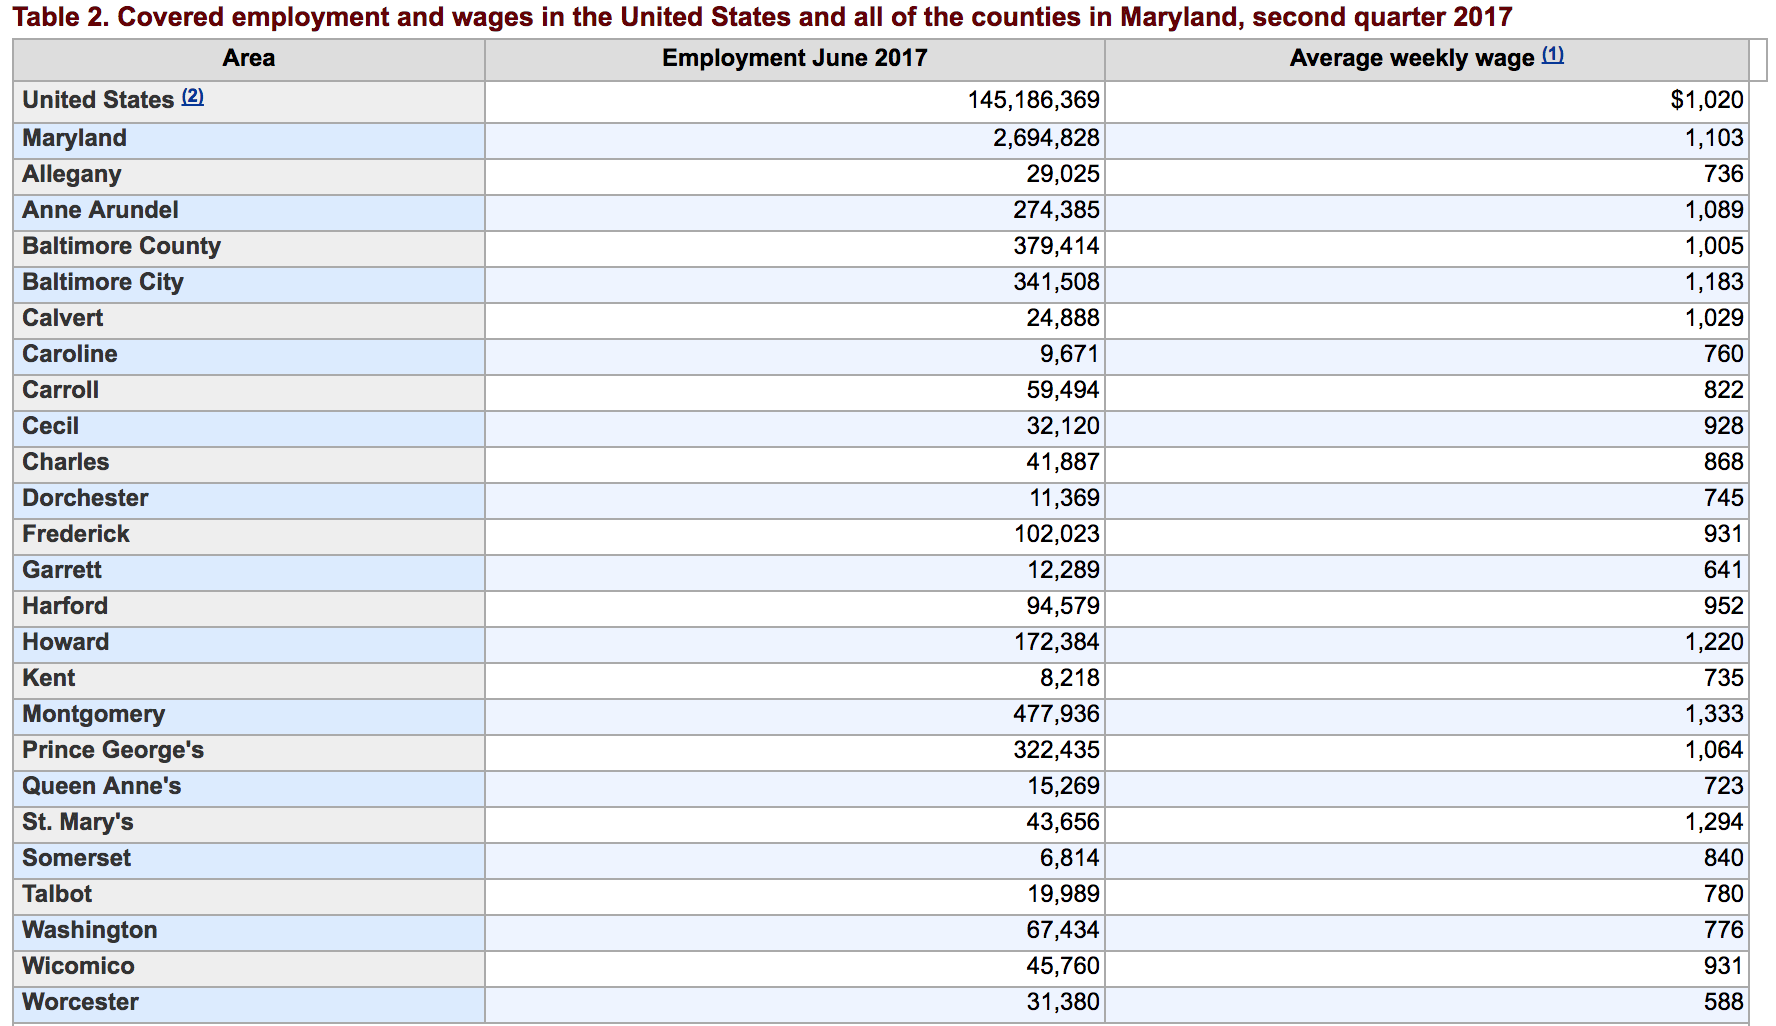 Table 2. Covered employment and wages in the United States and all of the counties in Maryland, second quarter 2017
Area Employment June 2017 Average weekly wage (1)
United States (2) 145,186,369 $1,020
Maryland 2,694,828 1,103
Allegany 29,025 736
Anne Arundel 274,385 1,089
Baltimore County 379,414 1,005
Baltimore City 341,508 1,183
Calvert 24,888 1,029
Caroline 9,671 760
Carroll 59,494 822
Cecil 32,120 928
Charles 41,887 868
Dorchester 11,369 745
Frederick 102,023 931
Garrett 12,289 641
Harford 94,579 952
Howard 172,384 1,220
Kent 8,218 735
Montgomery 477,936 1,333
Prince George's 322,435 1,064
Queen Anne's 15,269 723
St. Mary's 43,656 1,294
Somerset 6,814 840
Talbot 19,989 780
Washington 67,434 776
Wicomico 45,760 931
Worcester 31,380 588